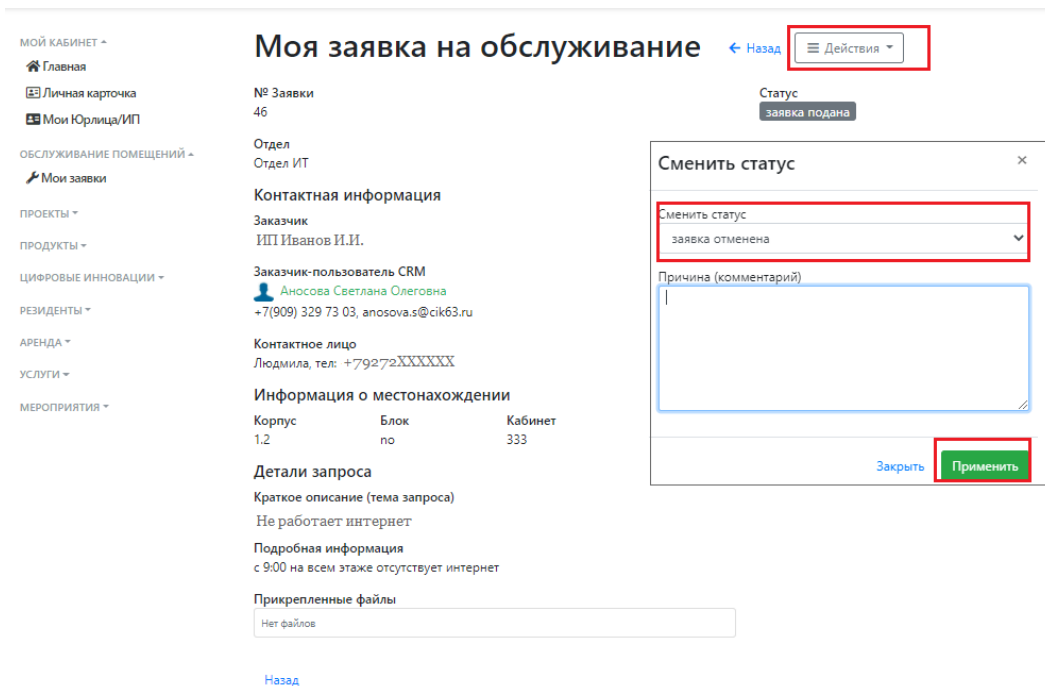 МОЙ КАБИНЕТ
Главная
Личная карточка
Мои Юрлица/ИП
ОБСЛУЖИВАНИЕ ПОМЕЩЕНИЙ
Мои заявки
ПРОЕКТЫ
ПРОДУКТЫ
ЦИФРОВЫЕ ИННОВАЦИИ
РЕЗИДЕНТЫ
АРЕНДА
УСЛУГИ
МЕРОПРИЯТИЯ
Моя заявка на обслуживание
Назад
Действия
№ Заявки
46
Статус
заявка подана
Отдел
Отдел ИТ
Контактная информация
Заказчик
ИП Иванов И.И.
Заказчик-пользователь CRM
Аносова Светлана Олеговна
+7(909) 329 73 03, anosova.s@cik63.ru
Контактное лицо
Людмила, тел: +79272XXXXXX
Информация о местонахождении
Корпус Блок Кабинет
1.2 no 333
Детали запроса
Краткое описание (тема запроса)
Не работает интернет
Подробная информация
с 9:00 на всем этаже отсутствует интернет
Прикрепленные файлы
Нет файлов
Назад
Сменить статус
×
Сменить статус
заявка отменена
Причина (комментарий)
Закрыть
Применить